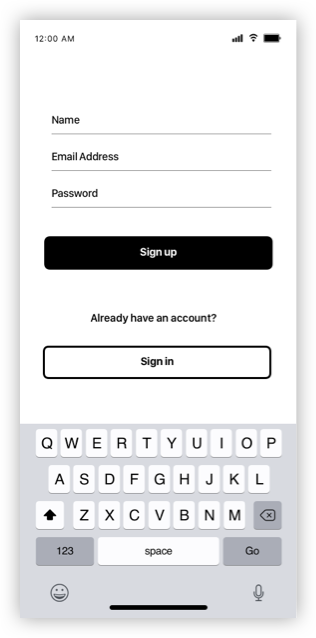 12:00 AM
Name
Email Address
Password
Sign up
Already have an account?
Sign in
Q W E R T Y U I O P
A S D F G H J K L
Z X C V B N M
123 space Go